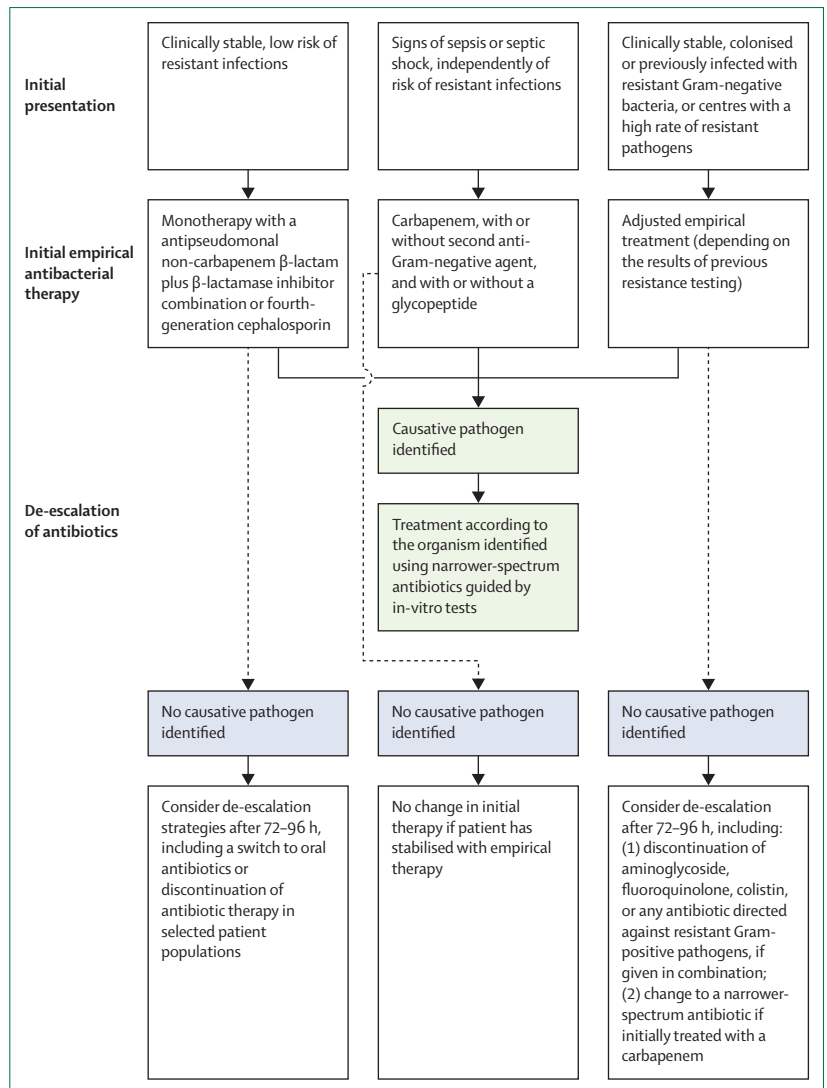 Initial
presentation
Clinically stable, low risk of
resistant infections
Signs of sepsis or septic
shock, independently of
risk of resistant infections
Clinically stable, colonised
or previously infected with
resistant Gram-negative
bacteria, or centres with a
high rate of resistant
pathogens
Initial empirical
antibacterial
therapy
Monotherapy with a
antipseudomonal
non-carbapenem β-lactam
plus β-lactamase inhibitor
combination or fourth-
generation cephalosporin
Carbapenem, with or
without second anti-
Gram-negative agent,
and with or without a
glycopeptide
Adjusted empirical
treatment (depending on
the results of previous
resistance testing)
Causative pathogen
identified
De-escalation
of antibiotics
Treatment according to
the organism identified
using narrower-spectrum
antibiotics guided by
in-vitro tests
No causative pathogen
identified
No causative pathogen
identified
No causative pathogen
identified
Consider de-escalation
strategies after 72–96 h,
including a switch to oral
antibiotics or
discontinuation of
antibiotic therapy in
selected patient
populations
No change in initial
therapy if patient has
stabilised with empirical
therapy
Consider de-escalation
after 72–96 h, including:
(1) discontinuation of
aminoglycoside,
fluoroquinolone, colistin,
or any antibiotic directed
against resistant Gram-
positive pathogens, if
given in combination;
(2) change to a narrower-
spectrum antibiotic if
initially treated with a
carbapenem